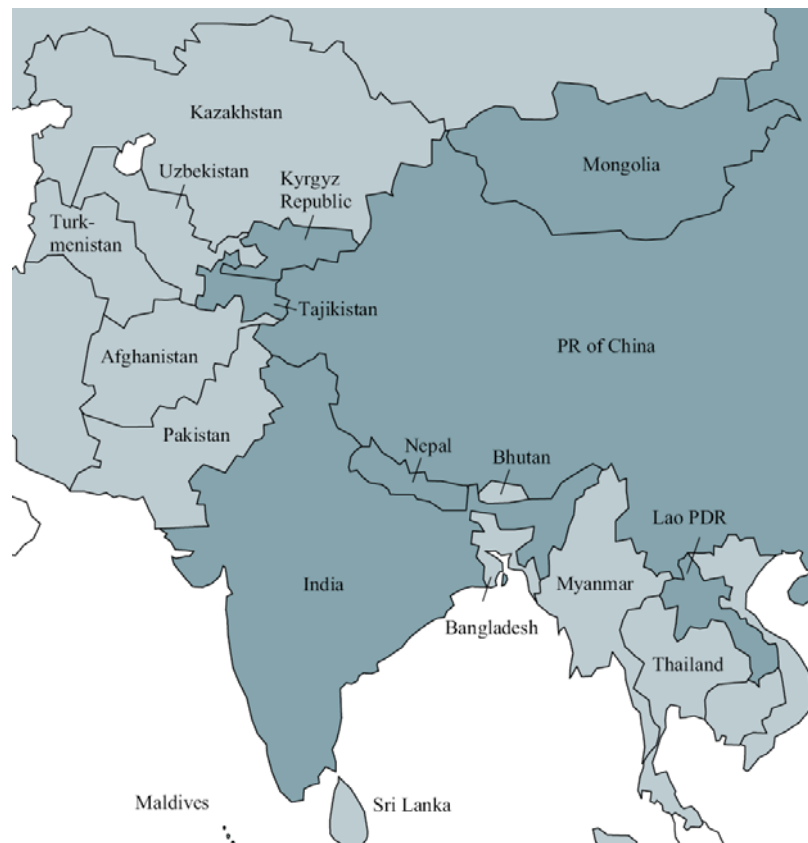 Kazakhstan
Mongolia
Uzbekistan
Kyrgyz
Republic
Turk-
menistan
Tajikistan
PR of China
Afghanistan
Pakistan
Nepal
Bhutan
Lao PDR
India
Myanmar
Bangladesh
Thailand
Maldives
Sri Lanka